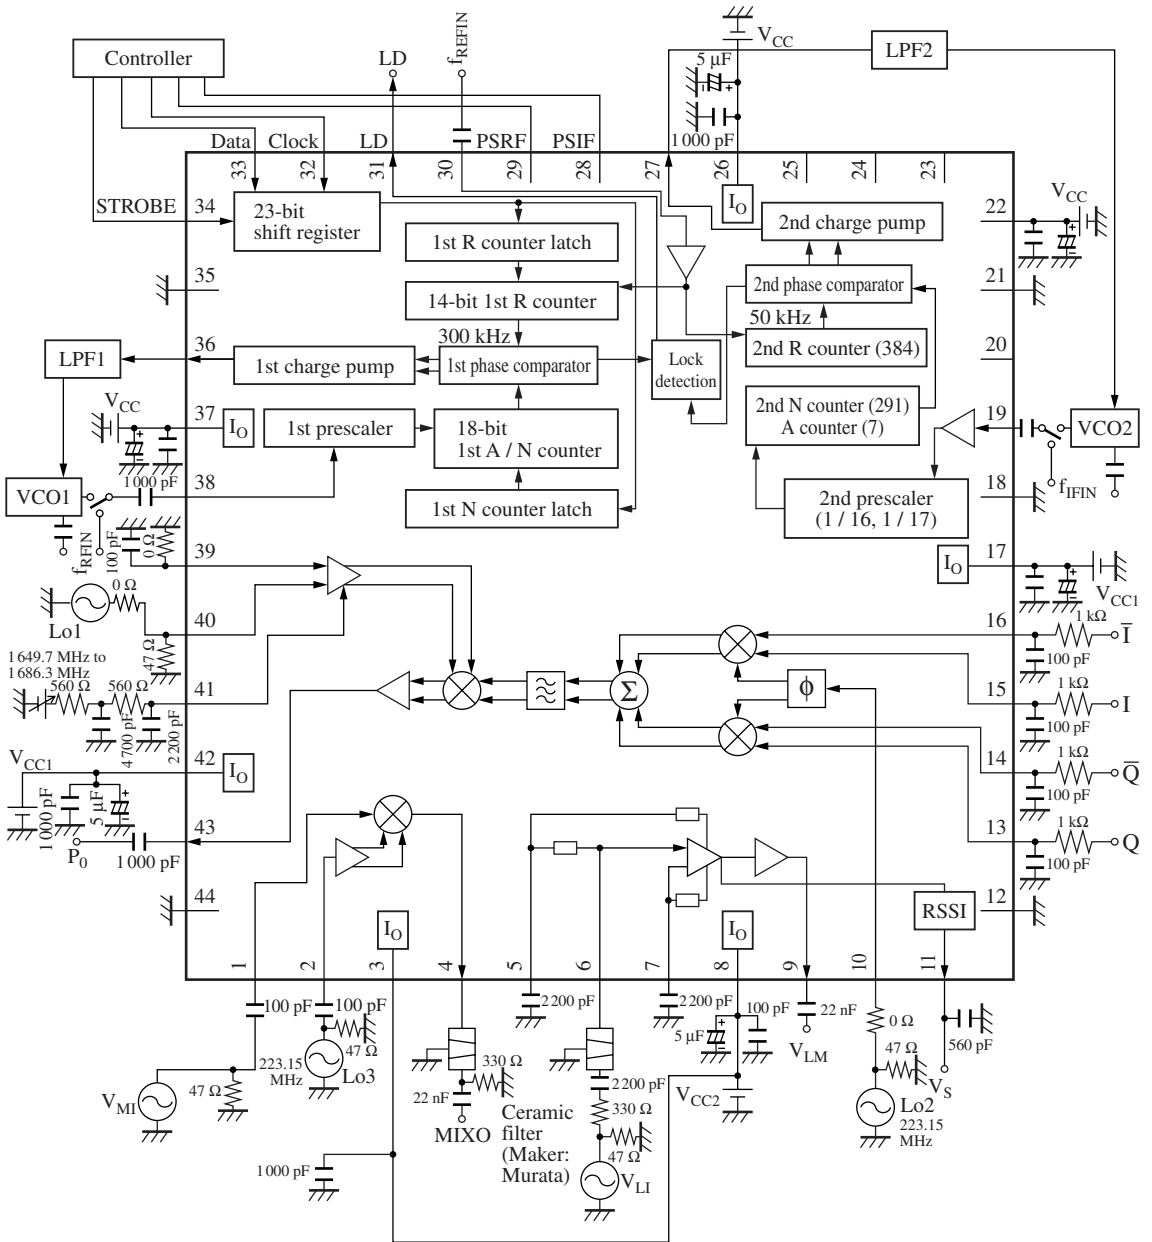 Controller
LD
fREFIN
VCC
5 µF
1 000 pF
LPF2
Data
Clock
LD
PSRF
PSIF
33
32
31
30
29
28
27
26
25
24
23
STROBE
34
23-bit
shift register
1st R counter latch
IO
2nd charge pump
22
VCC
35
14-bit 1st R counter
2nd phase comparator
21
300 kHz
50 kHz
LPF1
36
1st charge pump
1st phase comparator
Lock
detection
2nd R counter (384)
20
VCC
37
IO
1st prescaler
18-bit
1st A / N counter
2nd N counter (291)
A counter (7)
19
VCO2
VCO1
1 000 pF
38
1st N counter latch
2nd prescaler
(1 / 16, 1 / 17)
18
fIFIN
fRFIN
100 pF
0 Ω
39
IO
17
VCC1
0 Ω
Lo1
40
47 Ω
16
1 kΩ
I̅
100 pF
1 649.7 MHz to
1 686.3 MHz
560 Ω
560 Ω
41
4 700 pF
2 200 pF
Σ
ϕ
15
1 kΩ
I
100 pF
VCC1
42
IO
14
1 kΩ
Q̅
100 pF
1 000 pF
5 µF
43
P0
1 000 pF
13
1 kΩ
Q
100 pF
44
IO
IO
RSSI
12
1
2
3
4
5
6
7
8
9
10
11
100 pF
100 pF
2 200 pF
2 200 pF
5 µF
100 pF
22 nF
0 Ω
560 pF
223.15
MHz
47 Ω
Lo3
VLM
47 Ω
VS
VMI
47 Ω
330 Ω
22 nF
MIXO
Ceramic
filter
(Maker:
Murata)
2 200 pF
330 Ω
47 Ω
VLI
VCC2
Lo2
223.15
MHz
1 000 pF